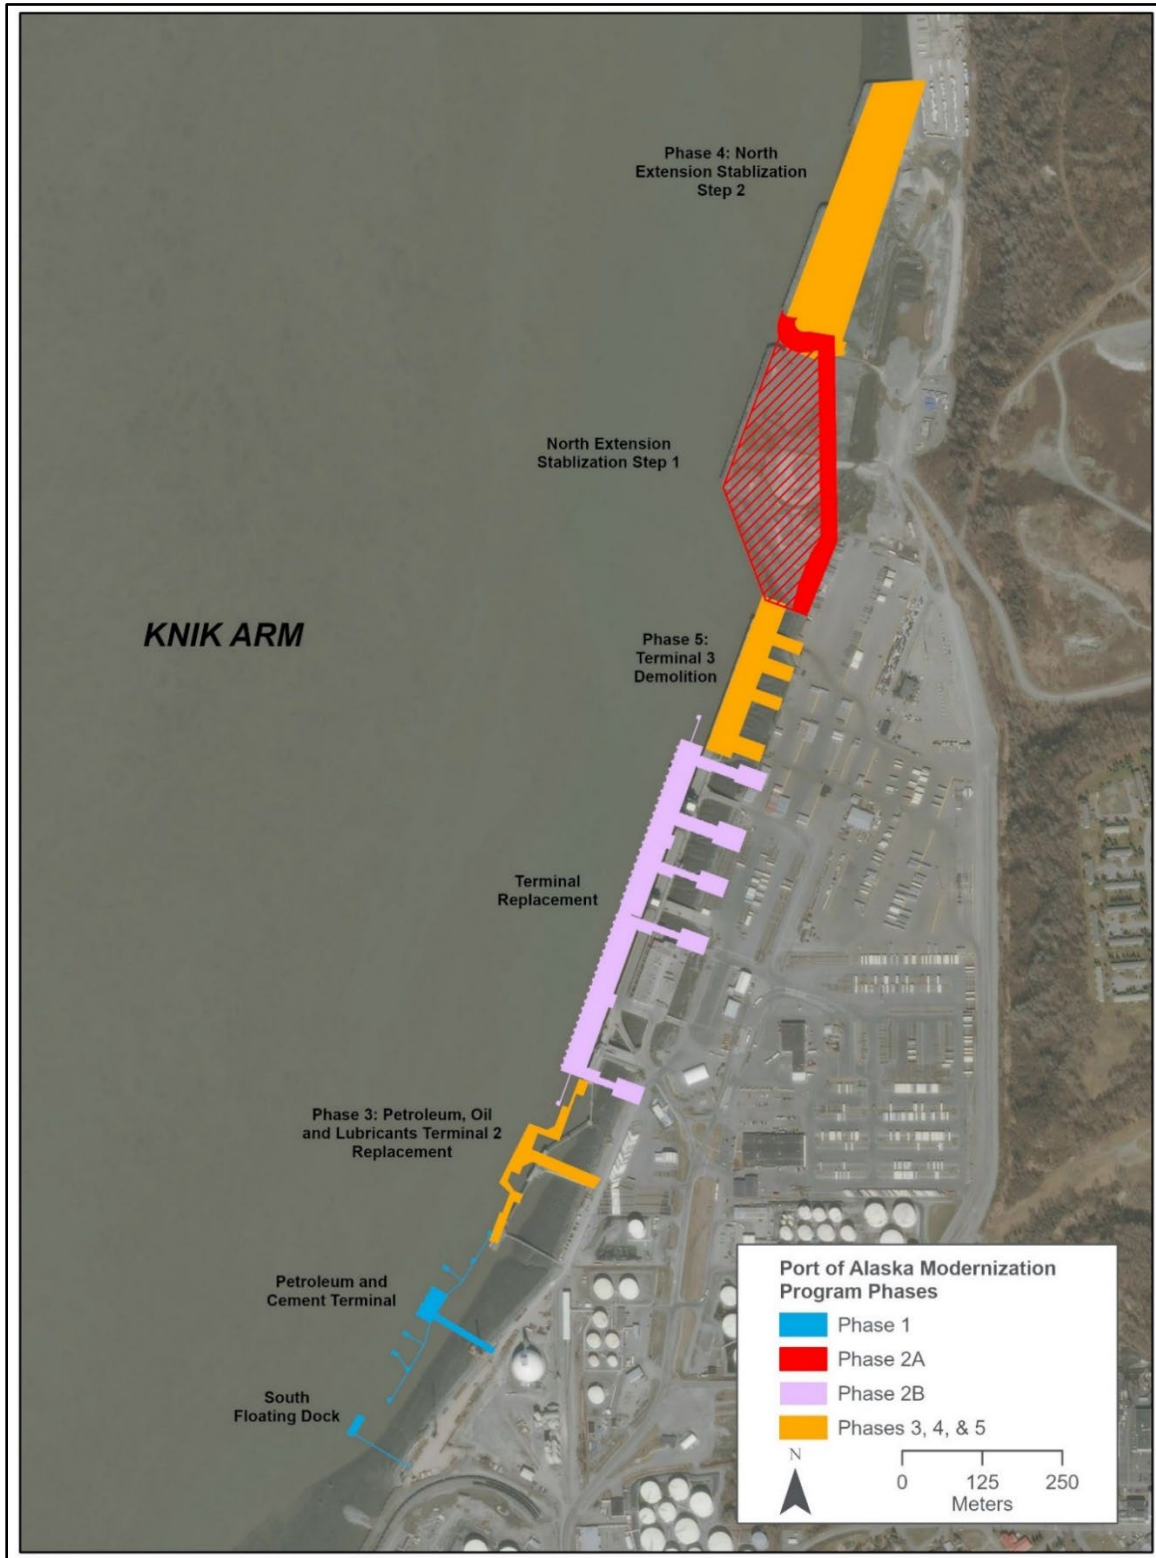 Phase 4: North
Extension Stablization
Step 2
North Extension
Stablization Step 1
KNIK ARM
Phase 5:
Terminal 3
Demolition
Terminal
Replacement
Phase 3: Petroleum, Oil
and Lubricants Terminal 2
Replacement
Petroleum and
Cement Terminal
South
Floating Dock
Port of Alaska Modernization
Program Phases
Phase 1
Phase 2A
Phase 2B
Phases 3, 4, & 5
N
0 125 250
Meters